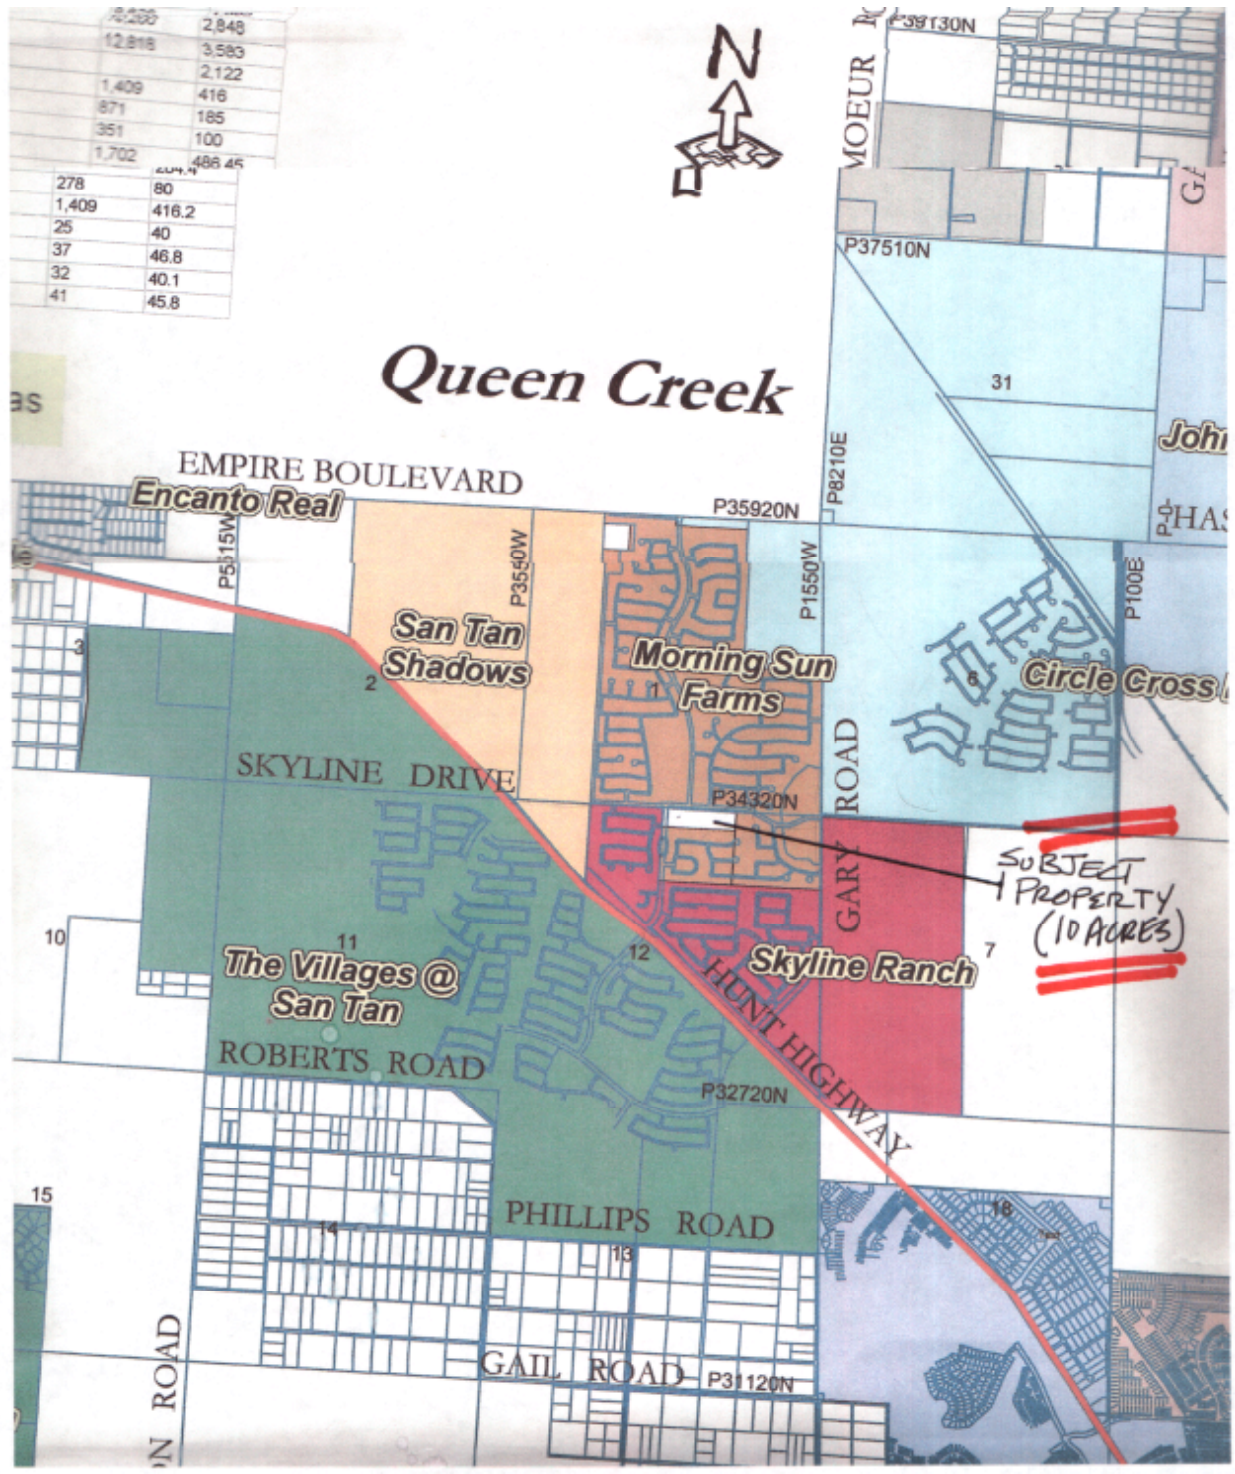 2,848
12,818 3,583
2,122
1,409 416
871 185
351 100
1,702 486.45
278 80
1,409 416.2
25 40
37 46.8
32 40.1
41 45.8
N
P39130N
MOEUR
P37510N
31
Queen Creek
as
EMPIRE BOULEVARD
Encanto Real
P35920N
P8210E
P5515W
P3550W
P1550W
P100E
San Tan
Shadows
Morning Sun
Farms
Circle Cross
1
2
3
6
SKYLINE DRIVE
P34320N
GARY ROAD
SUBJECT
PROPERTY
(10 ACRES)
10
11
12
7
The Villages @
San Tan
Skyline Ranch
HUNT HIGHWAY
ROBERTS ROAD
P32720N
15
14
13
18
PHILLIPS ROAD
GAIL ROAD
P31120N
ROAD